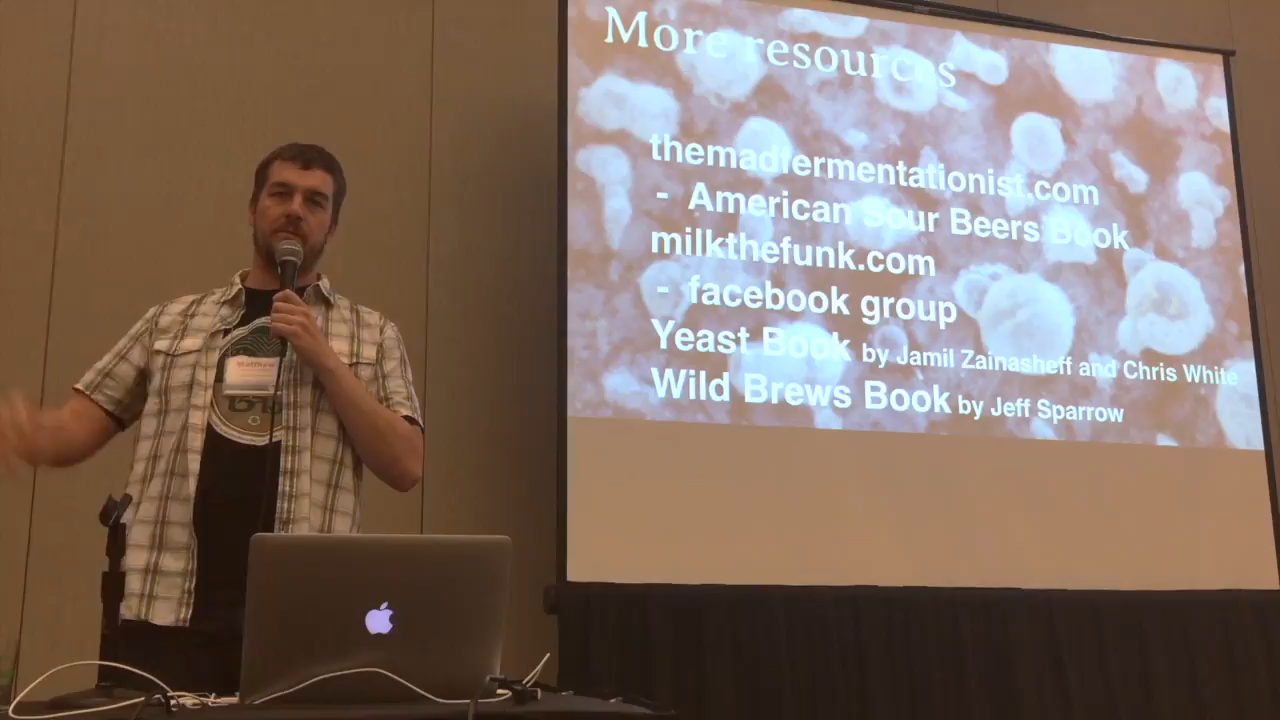 More resources
themadfermentationist.com
- American Sour Beers Book
milkthefunk.com
- facebook group
Yeast Book by Jamil Zainasheff and Chris White
Wild Brews Book by Jeff Sparrow
Matthew